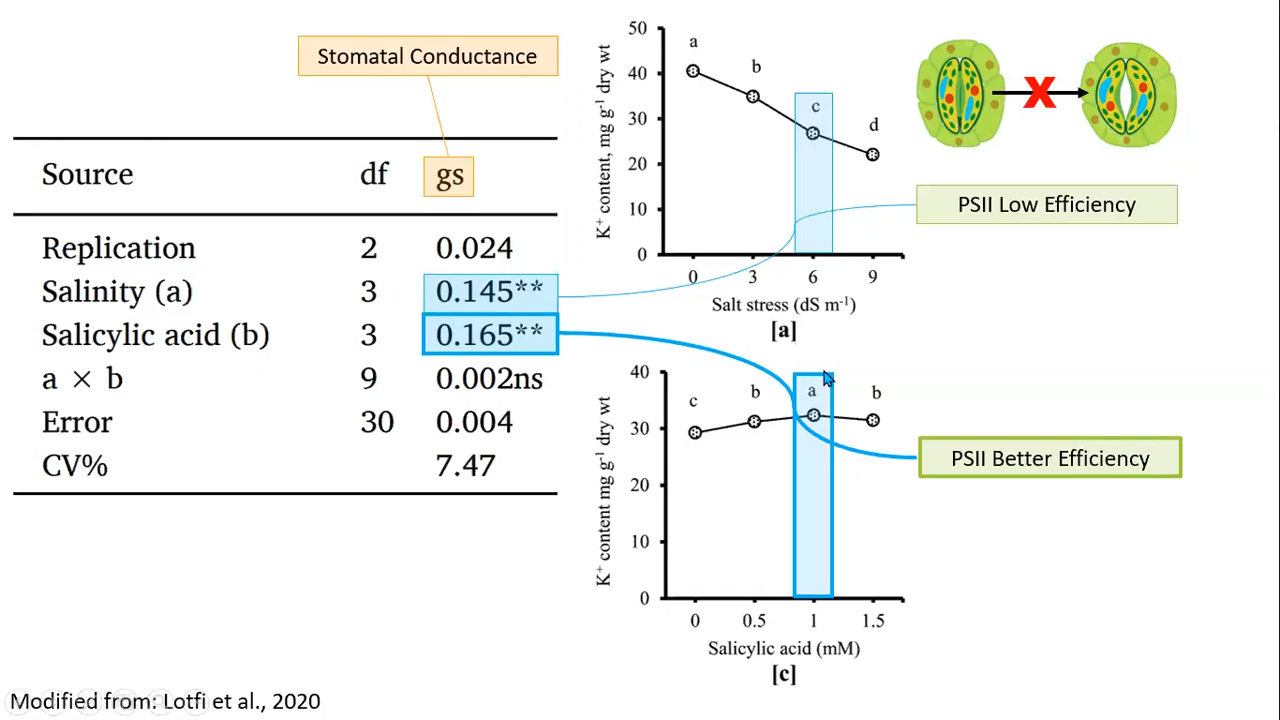 Stomatal Conductance
Source df gs
Replication 2 0.024
Salinity (a) 3 0.145**
Salicylic acid (b) 3 0.165**
a × b 9 0.002ns
Error 30 0.004
CV% 7.47
K⁺ content, mg g⁻¹ dry wt
50
40
30
20
10
0
a
b
c
d
0 3 6 9
Salt stress (dS m⁻¹)
[a]
X
PSII Low Efficiency
K⁺ content mg g⁻¹ dry wt
40
30
20
10
0
c
b
a
b
0 0.5 1 1.5
Salicylic acid (mM)
[c]
PSII Better Efficiency
Modified from: Lotfi et al., 2020